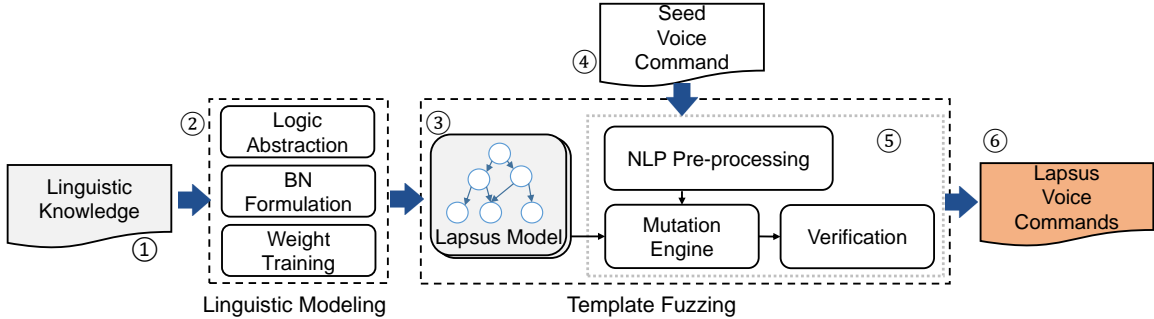 ①
Linguistic
Knowledge
②
Logic
Abstraction
BN
Formulation
Weight
Training
Linguistic Modeling
③
Lapsus Model
④
Seed
Voice
Command
⑤
NLP Pre-processing
Mutation
Engine
Verification
Template Fuzzing
⑥
Lapsus
Voice
Commands